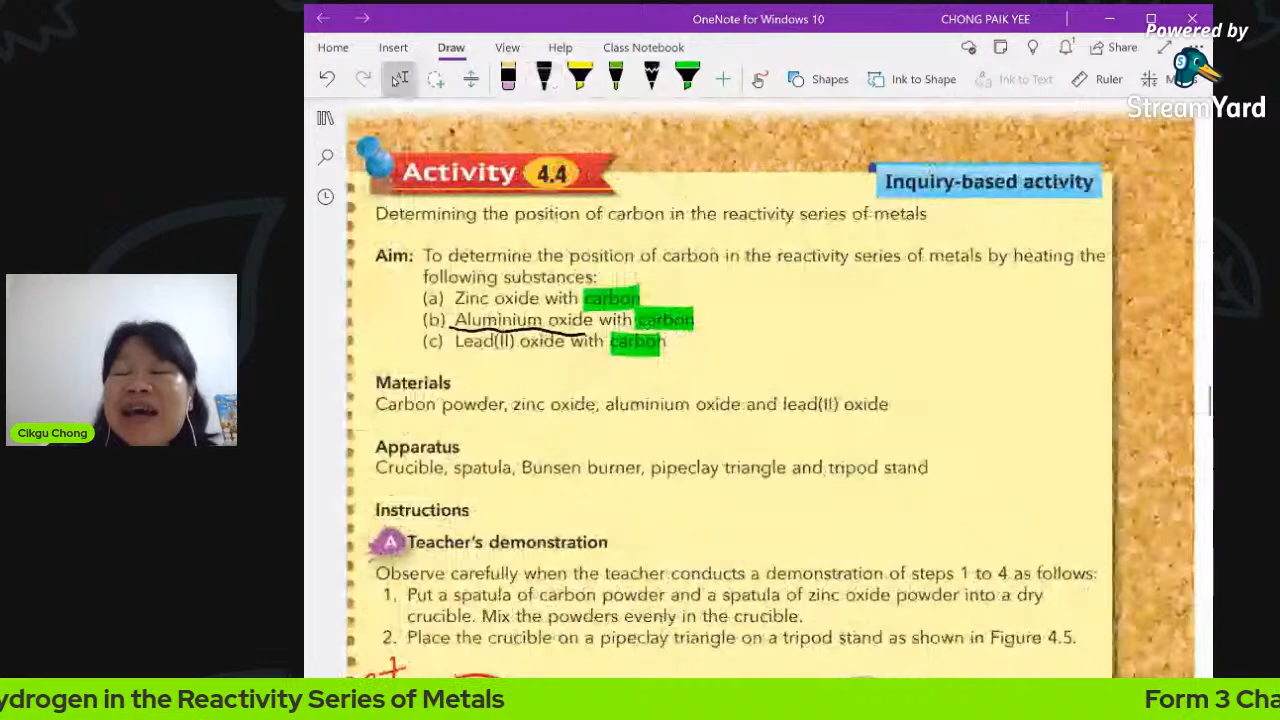 OneNote for Windows 10
CHONG PAIK YEE
Powered by
StreamYard
Home Insert Draw View Help Class Notebook
Share
Shapes
Ink to Shape
Ink to Text
Ruler
Activity 4.4
Inquiry-based activity
Determining the position of carbon in the reactivity series of metals
Aim: To determine the position of carbon in the reactivity series of metals by heating the
following substances:
(a) Zinc oxide with carbon
(b) Aluminium oxide with carbon
(c) Lead(II) oxide with carbon
Materials
Carbon powder, zinc oxide, aluminium oxide and lead(II) oxide
Apparatus
Crucible, spatula, Bunsen burner, pipeclay triangle and tripod stand
Instructions
A Teacher's demonstration
Observe carefully when the teacher conducts a demonstration of steps 1 to 4 as follows:
1. Put a spatula of carbon powder and a spatula of zinc oxide powder into a dry
crucible. Mix the powders evenly in the crucible.
2. Place the crucible on a pipeclay triangle on a tripod stand as shown in Figure 4.5.
Cikgu Chong
ydrogen in the Reactivity Series of Metals
Form 3 Cha